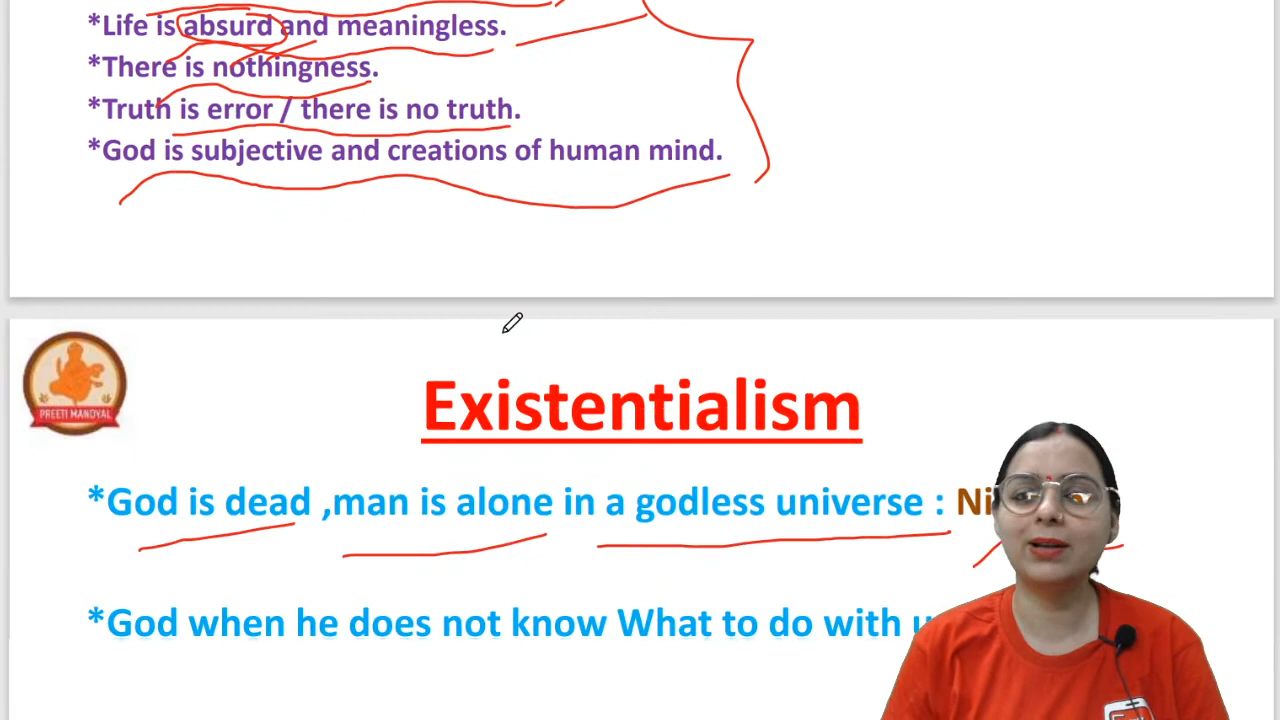 *Life is absurd and meaningless.
*There is nothingness.
*Truth is error / there is no truth.
*God is subjective and creations of human mind.
PREETI MANDYAL
Existentialism
*God is dead ,man is alone in a godless universe :
*God when he does not know What to do with